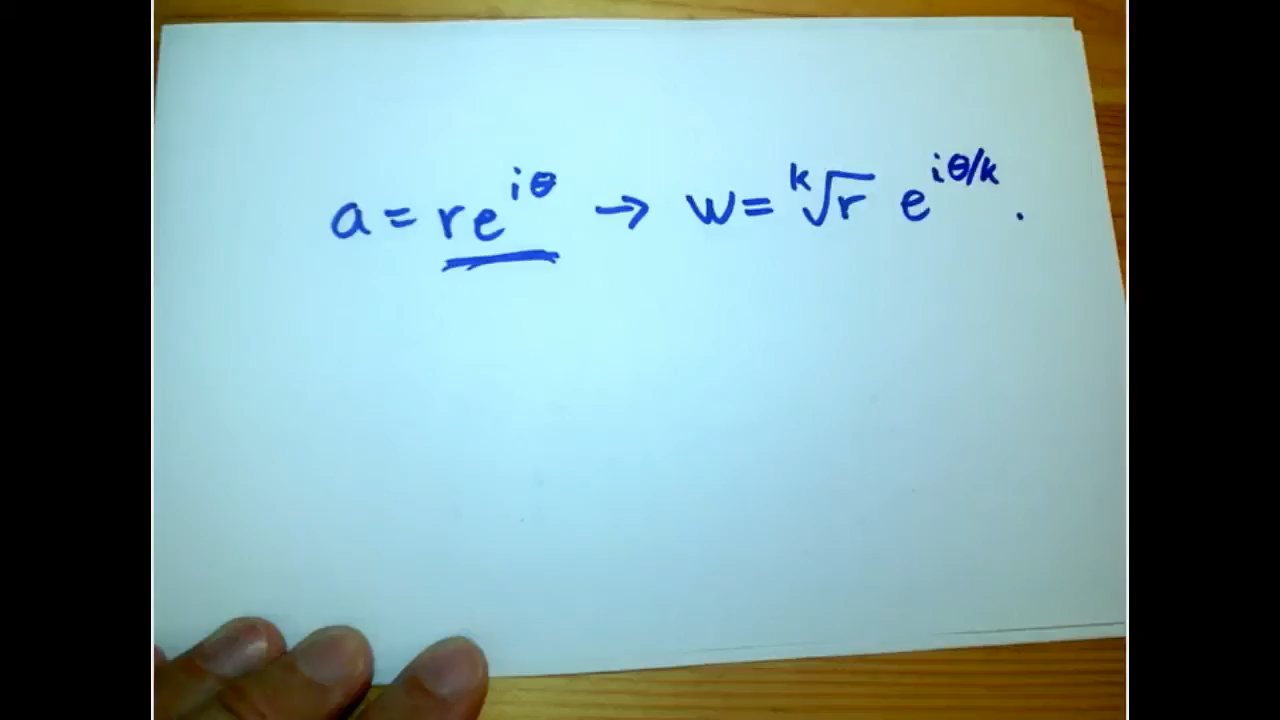 a = re^{iθ} → w = ᵏ√r e^{iθ/k} .